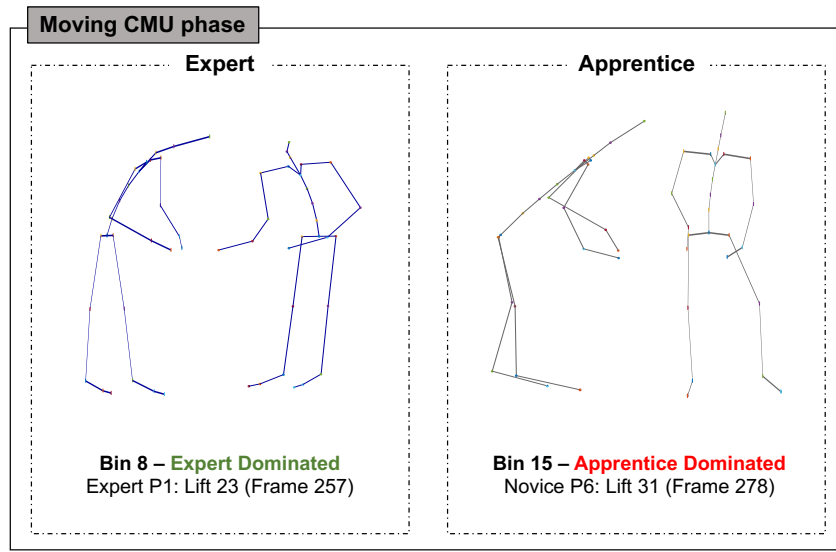 Moving CMU phase
Expert
Apprentice
Bin 8 – Expert Dominated
Expert P1: Lift 23 (Frame 257)
Bin 15 – Apprentice Dominated
Novice P6: Lift 31 (Frame 278)